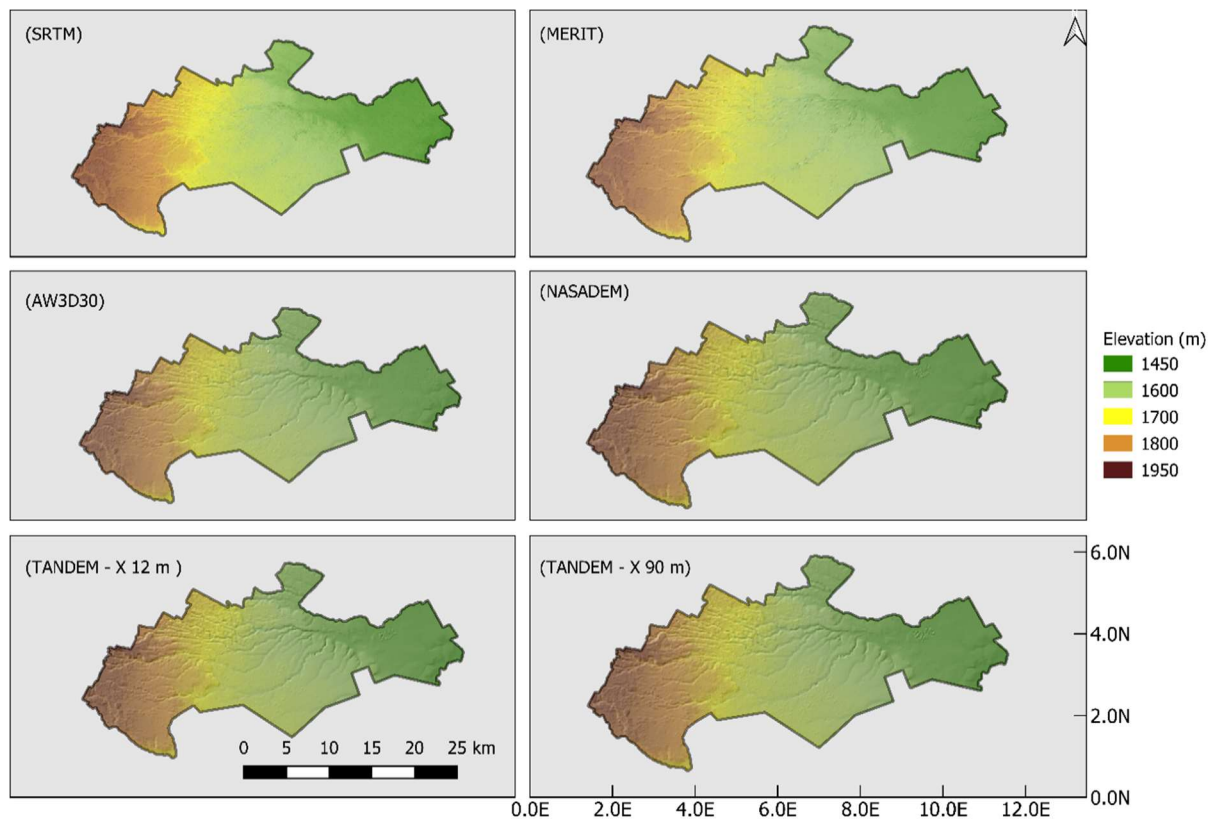 (SRTM)
(MERIT)
(AW3D30)
(NASADEM)
Elevation (m)
1450
1600
1700
1800
1950
(TANDEM - X 12 m )
(TANDEM - X 90 m)
6.0N
4.0N
2.0N
0.0N
0 5 10 15 20 25 km
0.0E 2.0E 4.0E 6.0E 8.0E 10.0E 12.0E